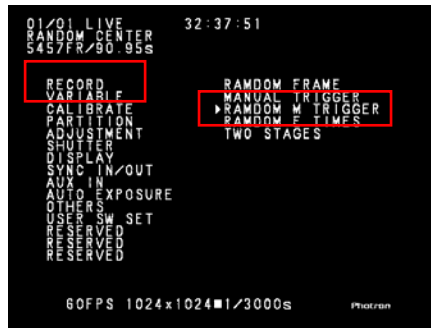 01/01 LIVE 32:37:51
RANDOM CENTER
5457FR/90.95s
RECORD
VARIABLE
CALIBRATE
PARTITION
ADJUSTMENT
SHUTTER
DISPLAY
SYNC IN/OUT
AUX IN
AUTO EXPOSURE
OTHERS
USER SW SET
RESERVED
RESERVED
RESERVED
RAMDOM FRAME
MANUAL TRIGGER
▶RAMDOM M TRIGGER
RAMDOM F TIMES
TWO STAGES
60FPS 1024x1024■1/3000s
Photron